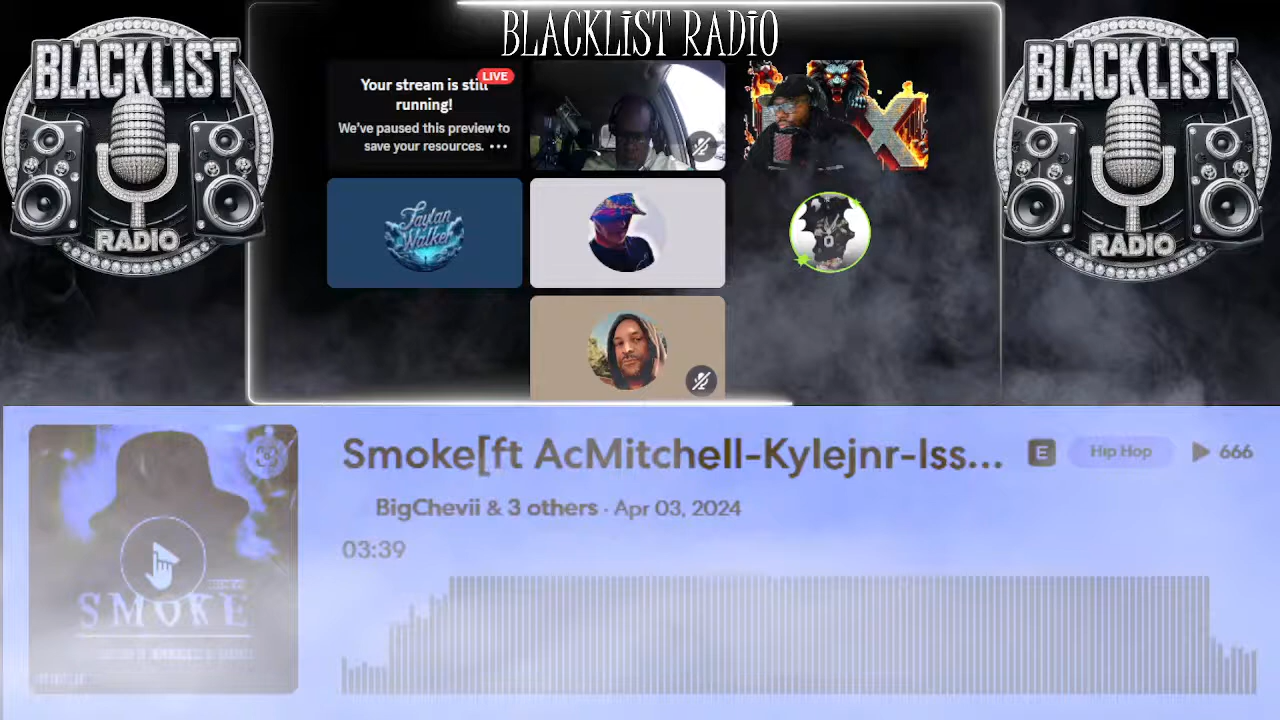 BLACKLiST RADiO
BLACKLIST
RADIO
BLACKLIST
RADIO
LIVE
Your stream is still
running!
We've paused this preview to
save your resources. •••
Taylan
Walker
Smoke[ft AcMitchell-Kylejnr-Iss...
E
Hip Hop
666
BigChevii & 3 others · Apr 03, 2024
03:39
SMOKE